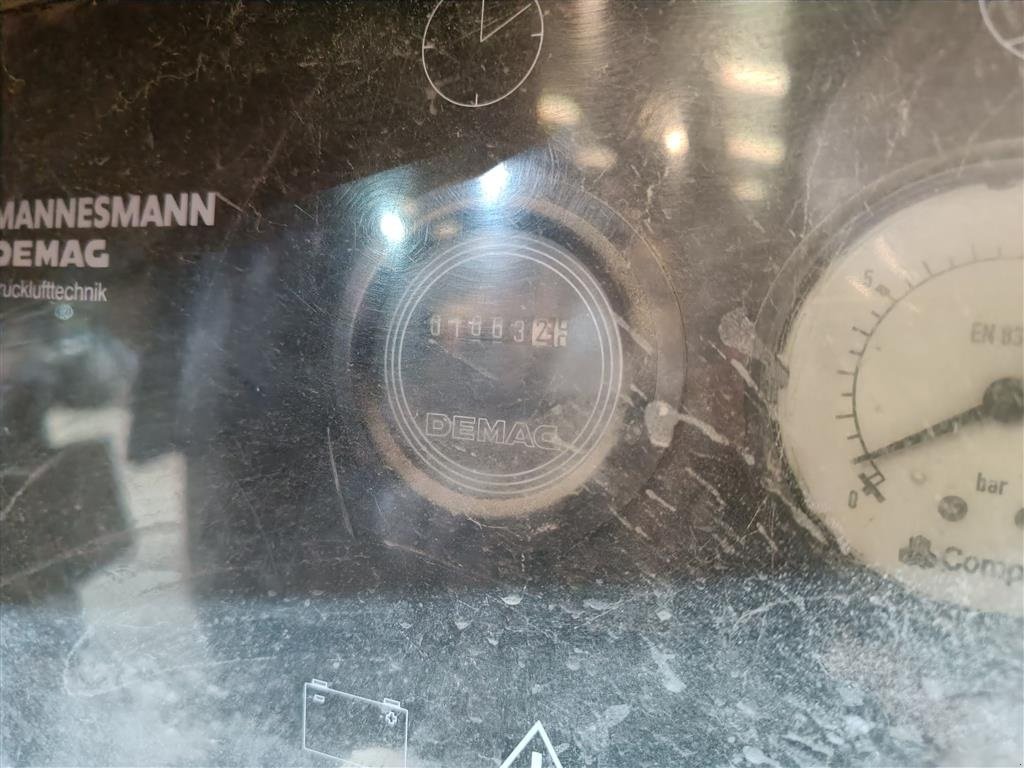 MANNESMANN
DEMAG
rucklufttechnik
DEMAG
5
EN 83
0
bar
Comp